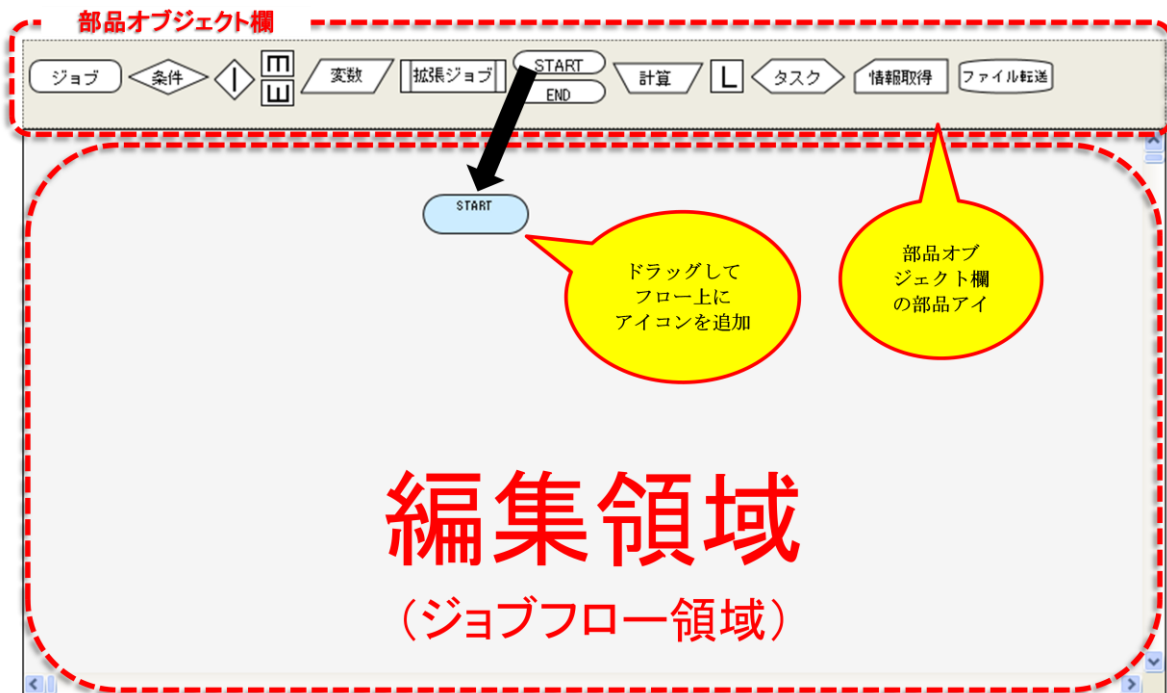 部品オブジェクト欄
ジョブ
条件
変数
拡張ジョブ
START
END
計算
L
タスク
情報取得
ファイル転送
START
ドラッグして
フロー上に
アイコンを追加
部品オブ
ジェクト欄
の部品アイ
編集領域
（ジョブフロー領域）